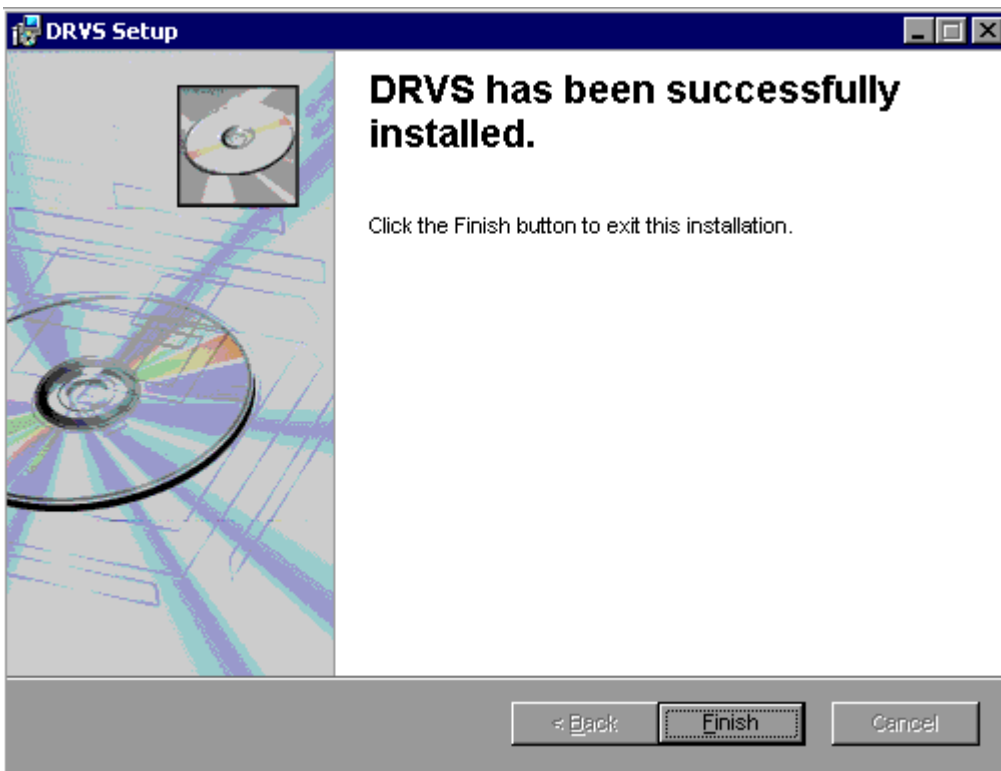 DRVS Setup
DRVS has been successfully
installed.
Click the Finish button to exit this installation.
< Back
Finish
Cancel